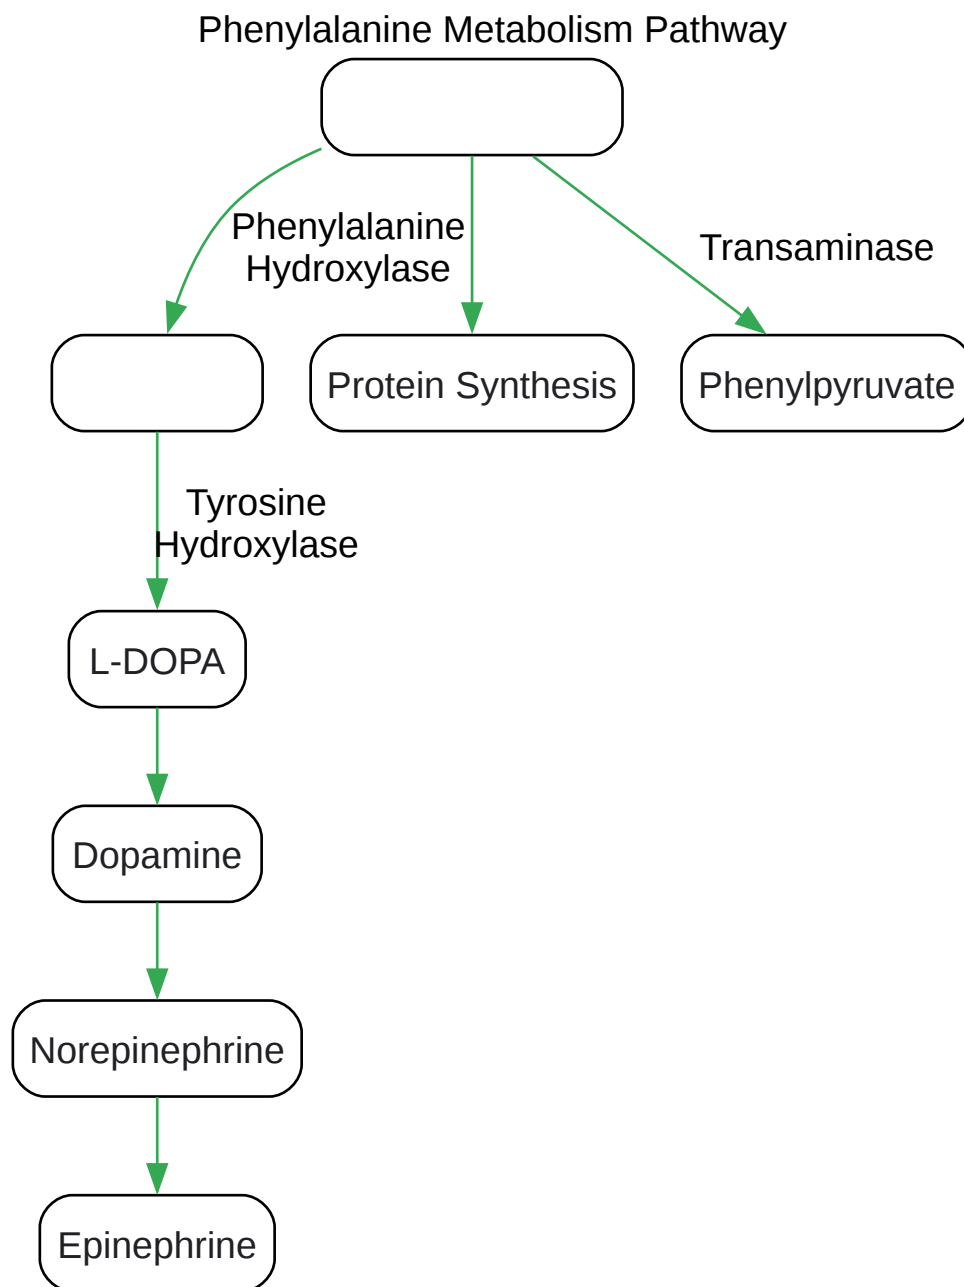 Phenylalanine Metabolism Pathway
Phenylalanine
Hydroxylase
Transaminase
Protein Synthesis
Phenylpyruvate
Tyrosine
Hydroxylase
L-DOPA
Dopamine
Norepinephrine
Epinephrine